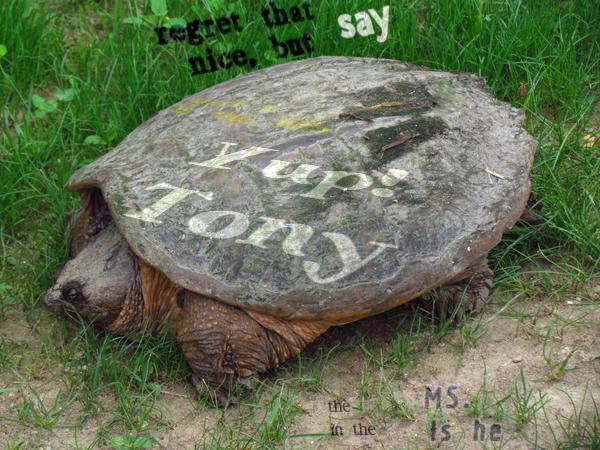 regret that
nice, but
say
Yup?
Tony
the
in the
MS.
is he